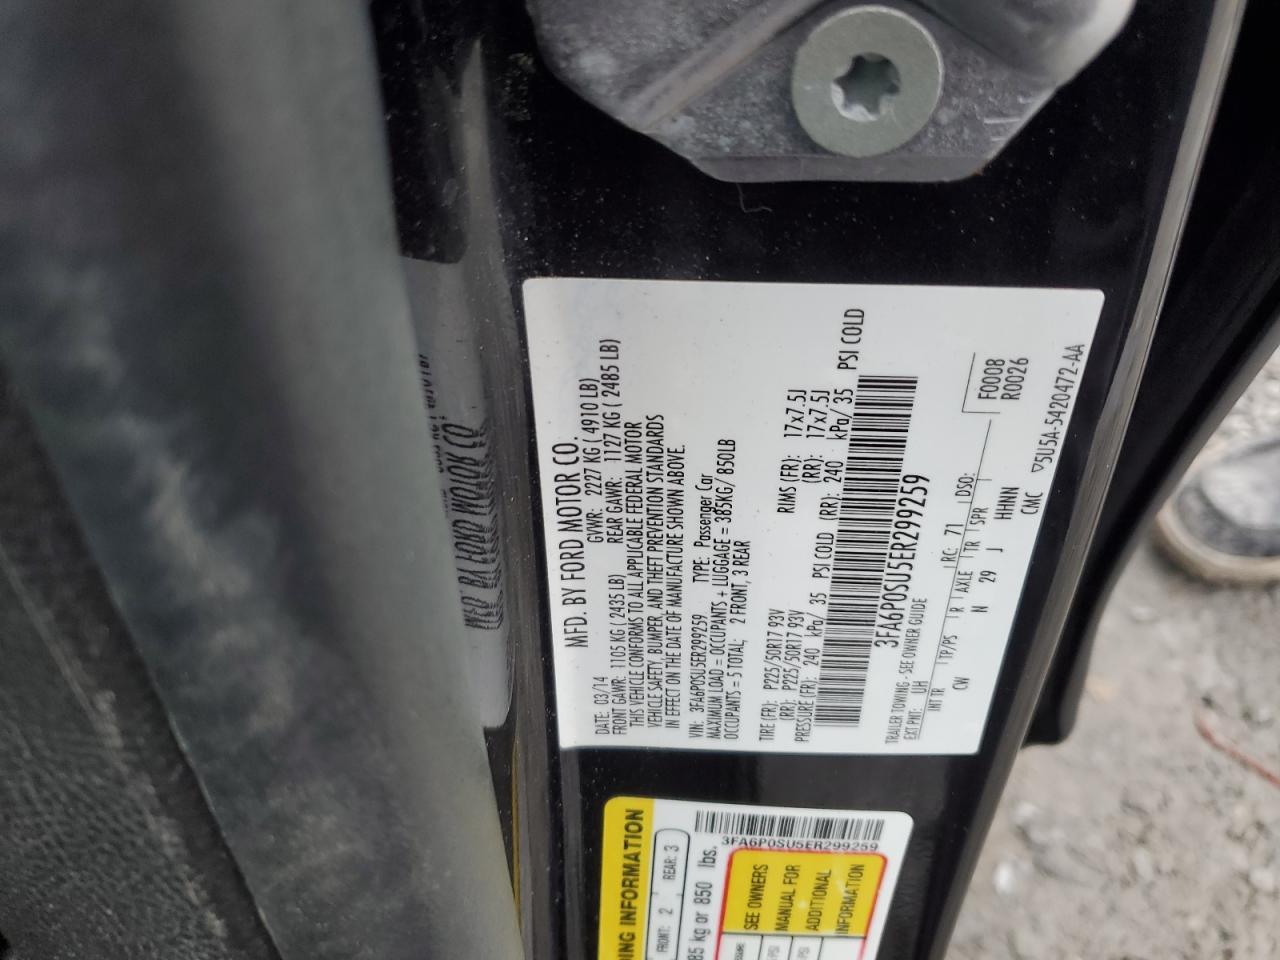 MFD. BY FORD MOTOR CO.
DATE: 03/14 GVWR: 2227 KG ( 4910 LB)
FRONT GAWR: 1105 KG ( 2435 LB) REAR GAWR: 1127 KG ( 2485 LB)
THIS VEHICLE CONFORMS TO ALL APPLICABLE FEDERAL MOTOR
VEHICLE SAFETY, BUMPER, AND THEFT PREVENTION STANDARDS
IN EFFECT ON THE DATE OF MANUFACTURE SHOWN ABOVE.
VIN: 3FA6P0SU5ER299259 TYPE: Passenger Car
MAXIMUM LOAD = OCCUPANTS + LUGGAGE = 385KG/ 850LB
OCCUPANTS = 5 TOTAL; 2 FRONT, 3 REAR
TIRE (FR): P225/50R17 93V RIMS (FR): 17x7.5J
(RR): P225/50R17 93V (RR): 17x7.5J
PRESSURE (FR): 240 kPa/ 35 PSI COLD (RR): 240 kPa/ 35 PSI COLD
3FA6P0SU5ER299259
TRAILER TOWING - SEE OWNER GUIDE
EXT PNT: UH RC: 71 DSO: F0008
R0026
INT TR TP/PS R AXLE TR SPR
CW N 29 J HHNN
CMC ▽5U5A-5420472-AA
3FA6P0SU5ER299259
DING INFORMATION
FRONT: 2 REAR: 3
85 kg or 850 lbs.
SEE OWNERS
MANUAL FOR
ADDITIONAL
INFORMATION